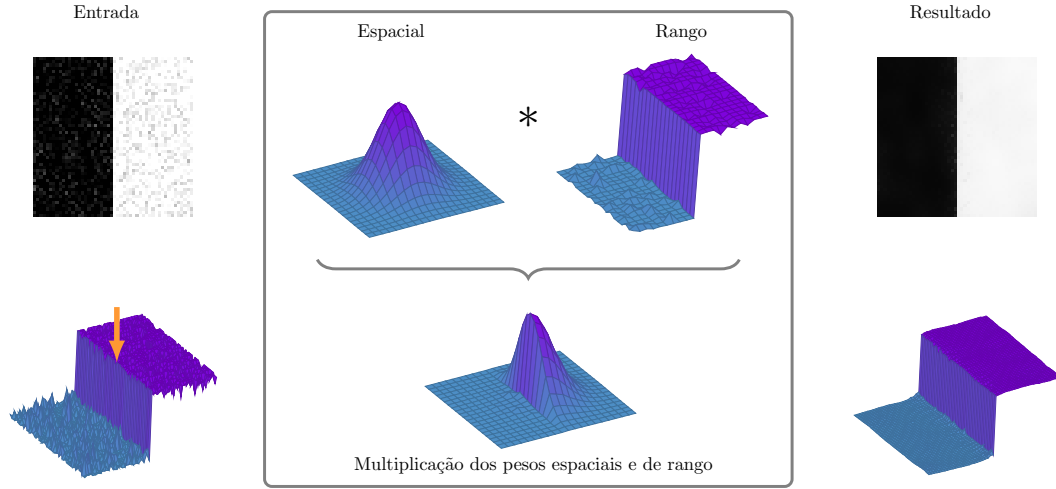 Entrada
Espacial
Rango
Resultado
*
Multiplicação dos pesos espaciais e de rango